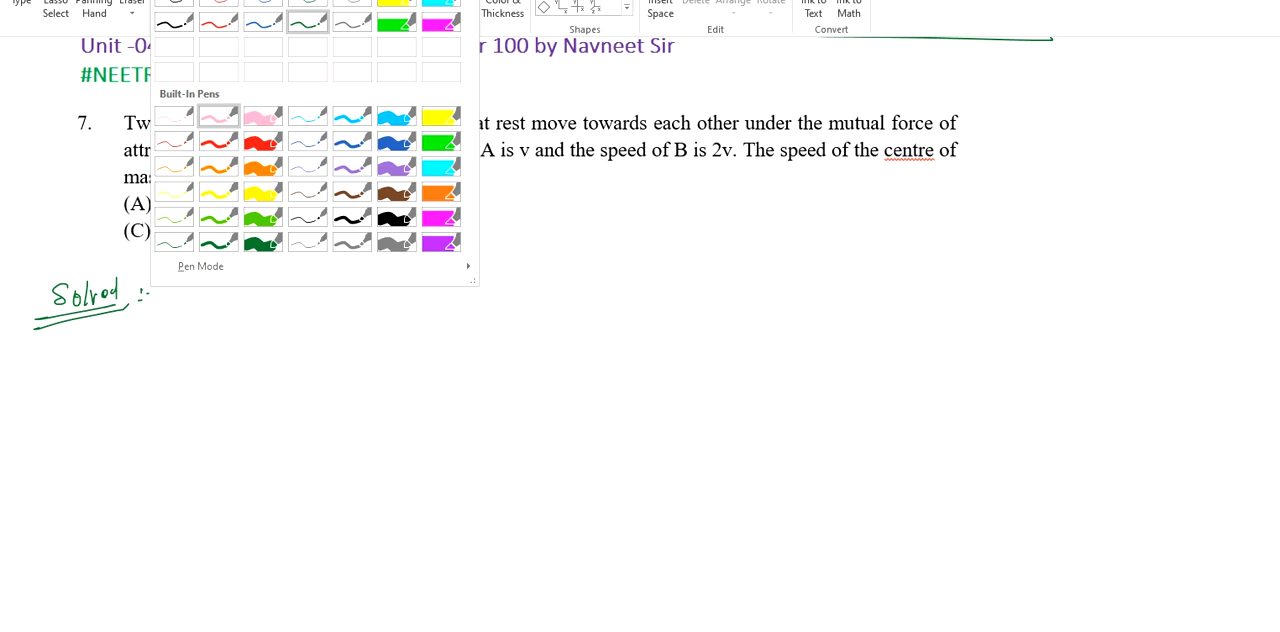 Lasso Select
Panning Hand
Eraser
Color & Thickness
Shapes
Insert Space
Delete Arrange Rotate
Edit
Ink to Text
Ink to Math
Convert
Unit -04 r 100 by Navneet Sir
#NEETR
Built-In Pens
7. Tw at rest move towards each other under the mutual force of
attr A is v and the speed of B is 2v. The speed of the centre of
mas
(A)
(C)
Pen Mode
Solved :-